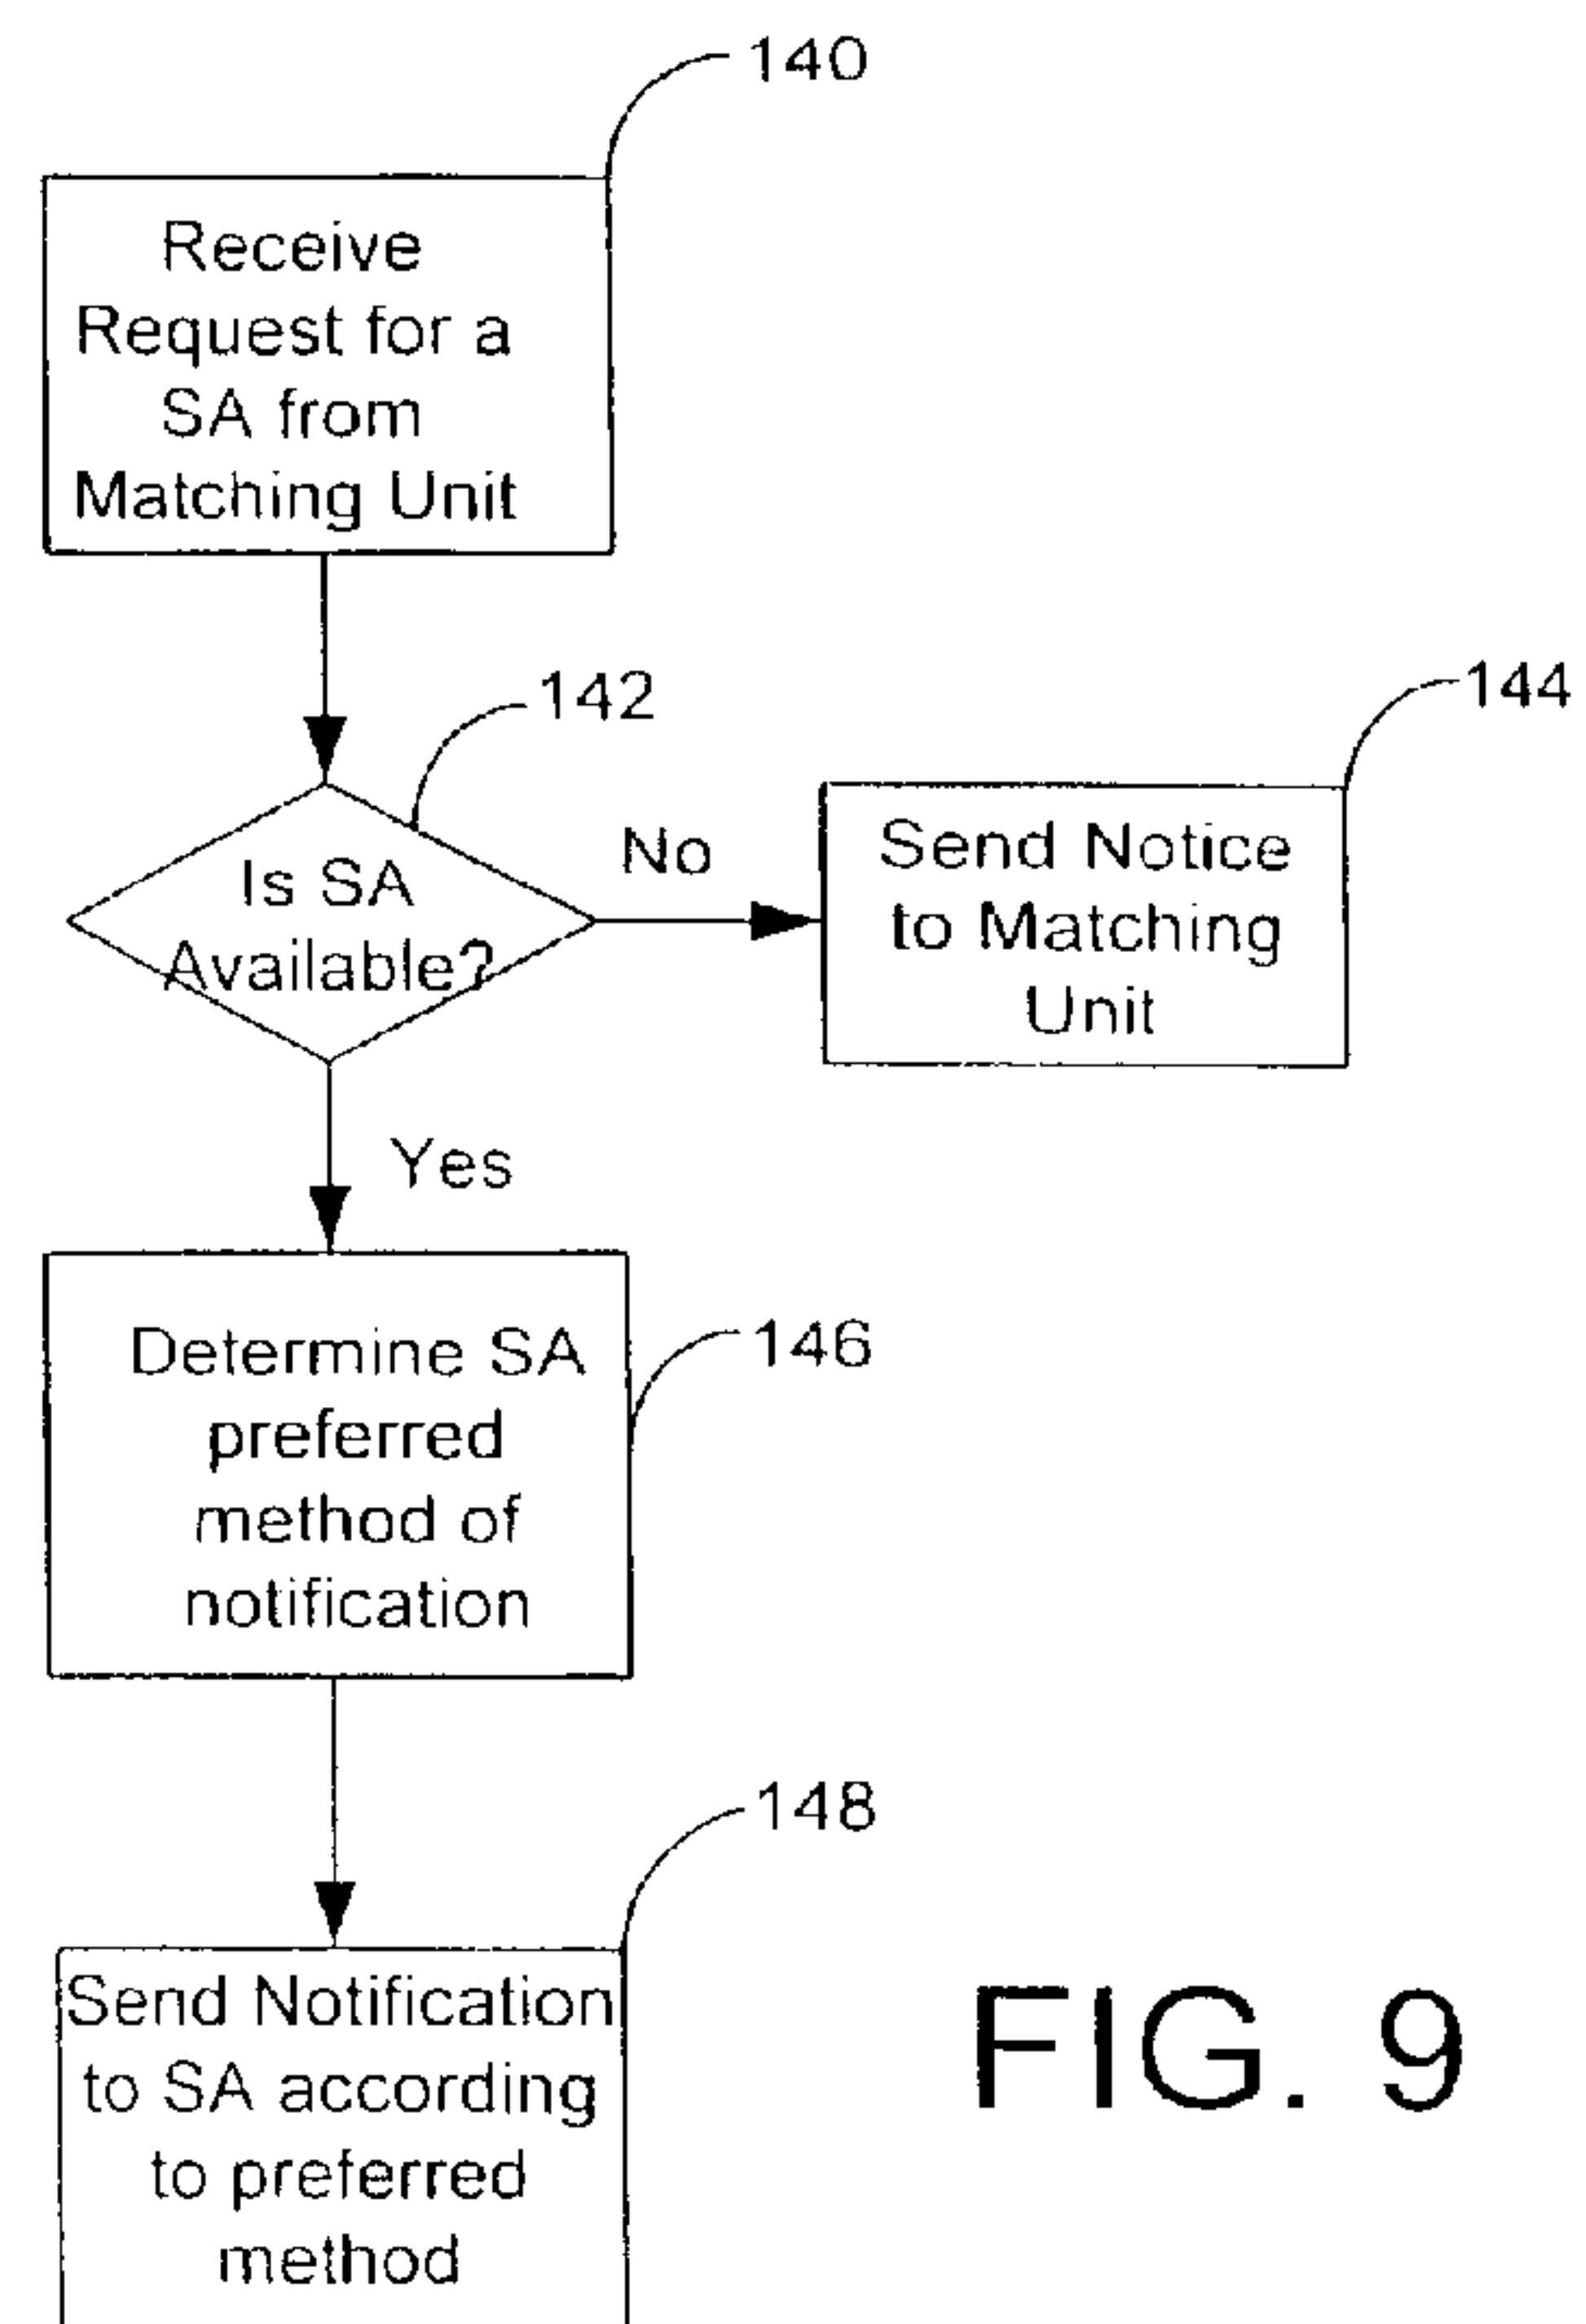 140
Receive
Request for a
SA from
Matching Unit
142
Is SA
Available?
No
144
Send Notice
to Matching
Unit
Yes
146
Determine SA
preferred
method of
notification
148
Send Notification
to SA according
to preferred
method
FIG. 9